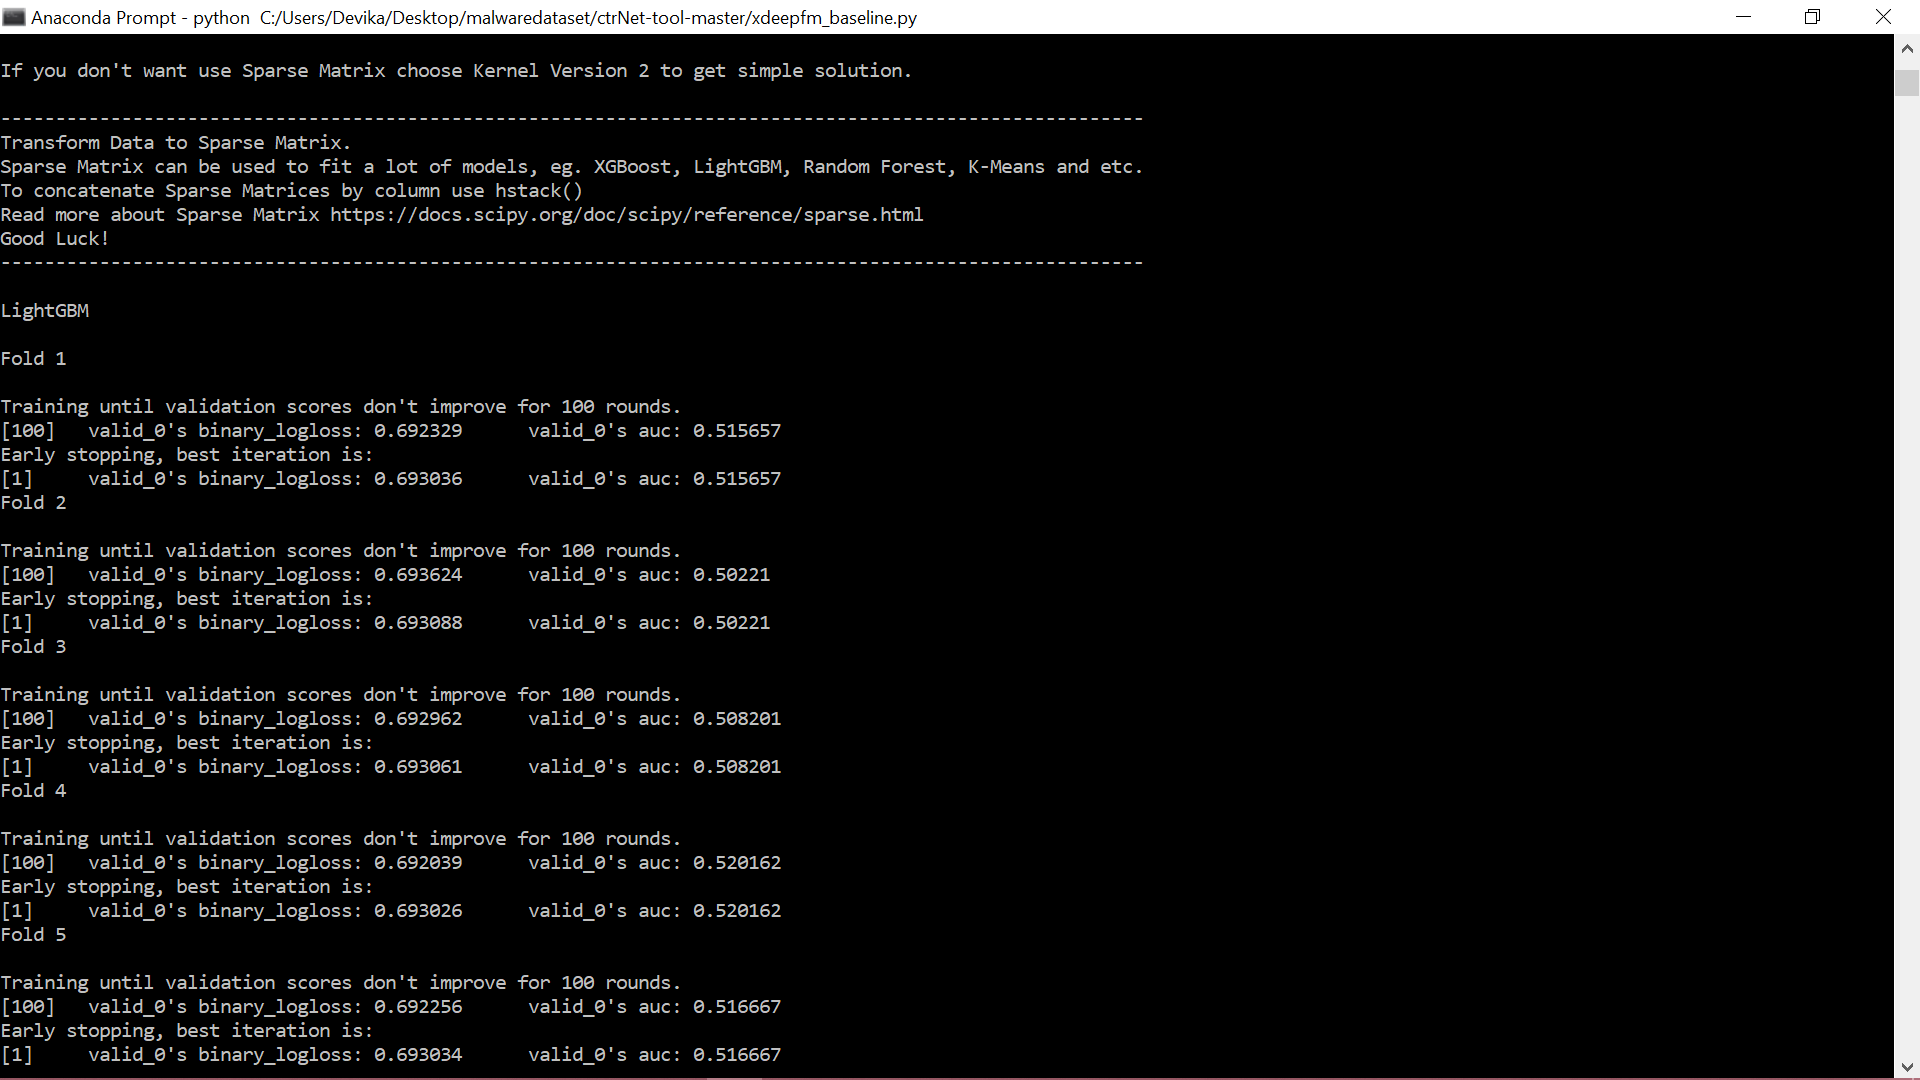 Anaconda Prompt - python  C:/Users/Devika/Desktop/malwaredataset/ctrNet-tool-master/xdeepfm_baseline.py
If you don't want use Sparse Matrix choose Kernel Version 2 to get simple solution.
--------------------------------------------------------------------------------------------------------
Transform Data to Sparse Matrix.
Sparse Matrix can be used to fit a lot of models, eg. XGBoost, LightGBM, Random Forest, K-Means and etc.
To concatenate Sparse Matrices by column use hstack()
Read more about Sparse Matrix https://docs.scipy.org/doc/scipy/reference/sparse.html
Good Luck!
--------------------------------------------------------------------------------------------------------
LightGBM
Fold 1
Training until validation scores don't improve for 100 rounds.
[100]   valid_0's binary_logloss: 0.692329      valid_0's auc: 0.515657
Early stopping, best iteration is:
[1]     valid_0's binary_logloss: 0.693036      valid_0's auc: 0.515657
Fold 2
Training until validation scores don't improve for 100 rounds.
[100]   valid_0's binary_logloss: 0.693624      valid_0's auc: 0.50221
Early stopping, best iteration is:
[1]     valid_0's binary_logloss: 0.693088      valid_0's auc: 0.50221
Fold 3
Training until validation scores don't improve for 100 rounds.
[100]   valid_0's binary_logloss: 0.692962      valid_0's auc: 0.508201
Early stopping, best iteration is:
[1]     valid_0's binary_logloss: 0.693061      valid_0's auc: 0.508201
Fold 4
Training until validation scores don't improve for 100 rounds.
[100]   valid_0's binary_logloss: 0.692039      valid_0's auc: 0.520162
Early stopping, best iteration is:
[1]     valid_0's binary_logloss: 0.693026      valid_0's auc: 0.520162
Fold 5
Training until validation scores don't improve for 100 rounds.
[100]   valid_0's binary_logloss: 0.692256      valid_0's auc: 0.516667
Early stopping, best iteration is:
[1]     valid_0's binary_logloss: 0.693034      valid_0's auc: 0.516667